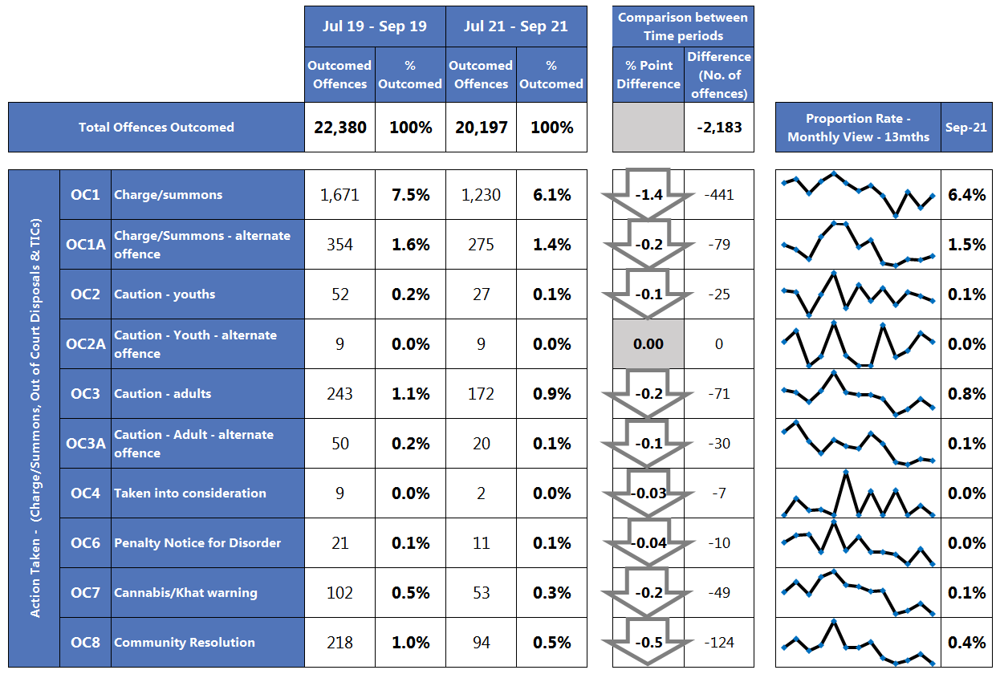 Jul 19 - Sep 19 Jul 21 - Sep 21 Comparison between
Time periods
Outcomed
Offences
%
Outcomed
Outcomed
Offences
%
Outcomed
% Point
Difference
Difference
(No. of
offences)
Total Offences Outcomed 22,380 100% 20,197 100% -2,183
Proportion Rate -
Monthly View - 13mths
Sep-21
Action Taken - (Charge/Summons, Out of Court Disposals & TICs)
OC1 Charge/summons 1,671 7.5% 1,230 6.1% -1.4 -441 6.4%
OC1A Charge/Summons - alternate
offence 354 1.6% 275 1.4% -0.2 -79 1.5%
OC2 Caution - youths 52 0.2% 27 0.1% -0.1 -25 0.1%
OC2A Caution - Youth - alternate
offence 9 0.0% 9 0.0% 0.00 0 0.0%
OC3 Caution - adults 243 1.1% 172 0.9% -0.2 -71 0.8%
OC3A Caution - Adult - alternate
offence 50 0.2% 20 0.1% -0.1 -30 0.1%
OC4 Taken into consideration 9 0.0% 2 0.0% -0.03 -7 0.0%
OC6 Penalty Notice for Disorder 21 0.1% 11 0.1% -0.04 -10 0.0%
OC7 Cannabis/Khat warning 102 0.5% 53 0.3% -0.2 -49 0.1%
OC8 Community Resolution 218 1.0% 94 0.5% -0.5 -124 0.4%